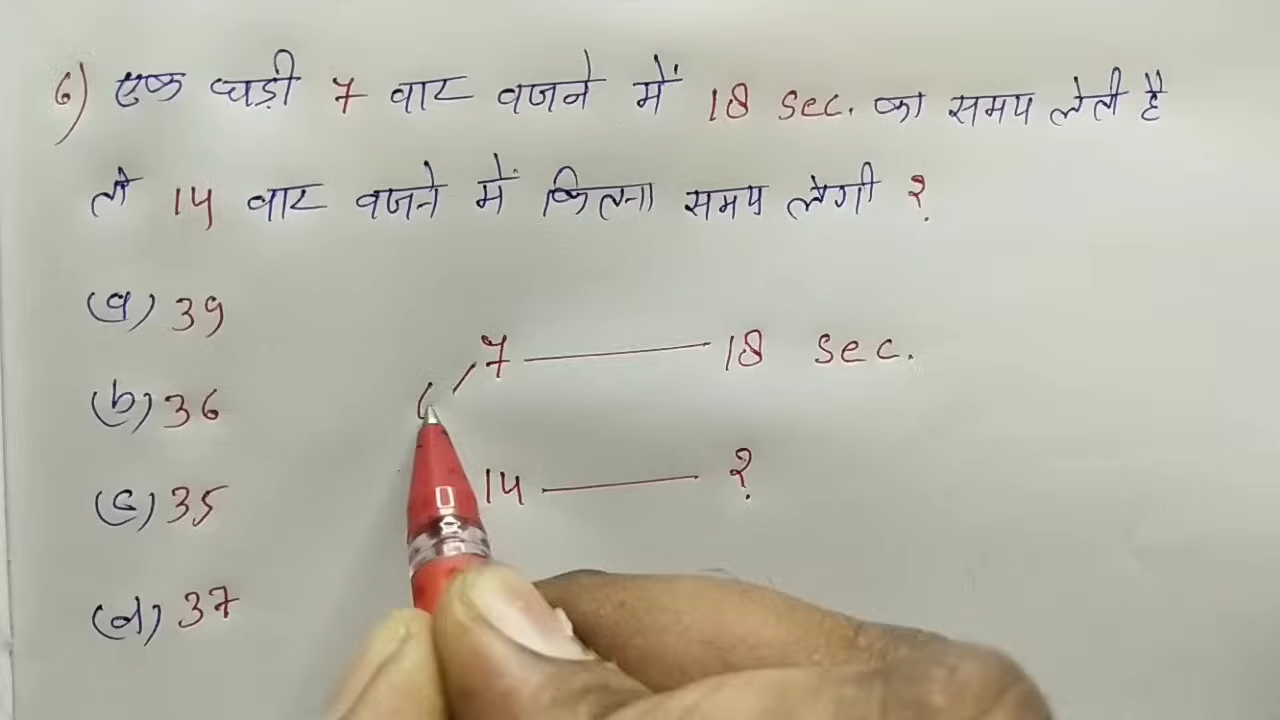 6) एक घड़ी 7 बार बजने में 18 sec. का समय लेती है
तो 14 बार बजने में कितना समय लेगी ?
(a) 39
(b) 36
(c) 35
(d) 37
7 18 sec.
6
14 ?